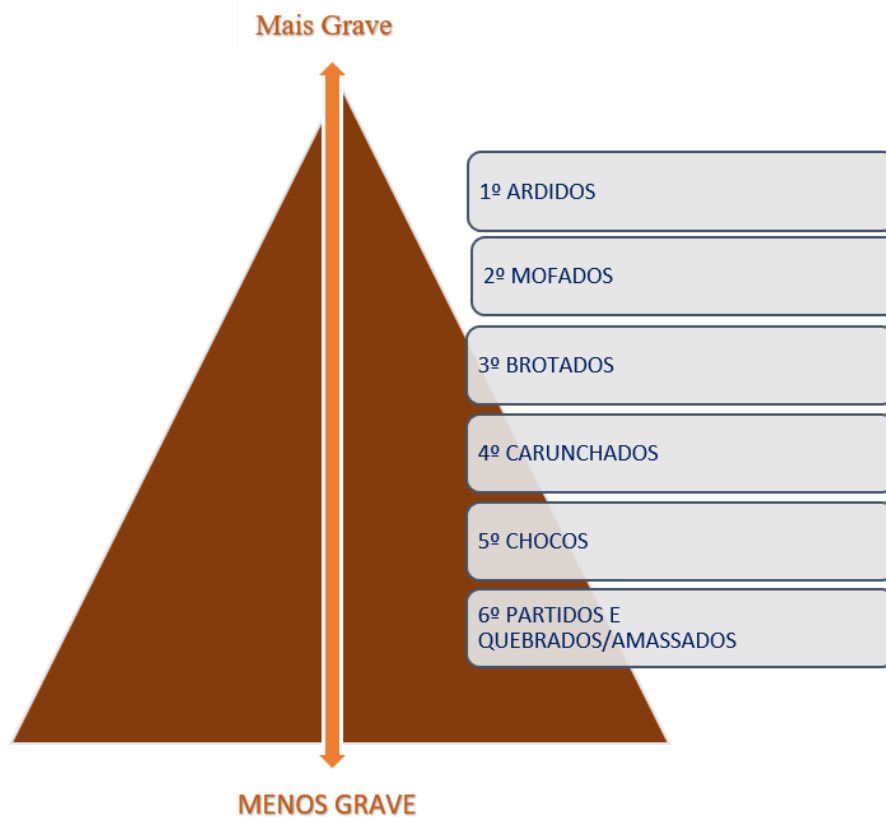 Mais Grave
1º ARDIDOS
2º MOFADOS
3º BROTADOS
4º CARUNCHADOS
5º CHOCOS
6º PARTIDOS E
QUEBRADOS/AMASSADOS
MENOS GRAVE